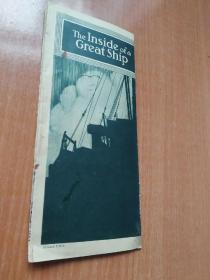 The Inside of a
Great Ship